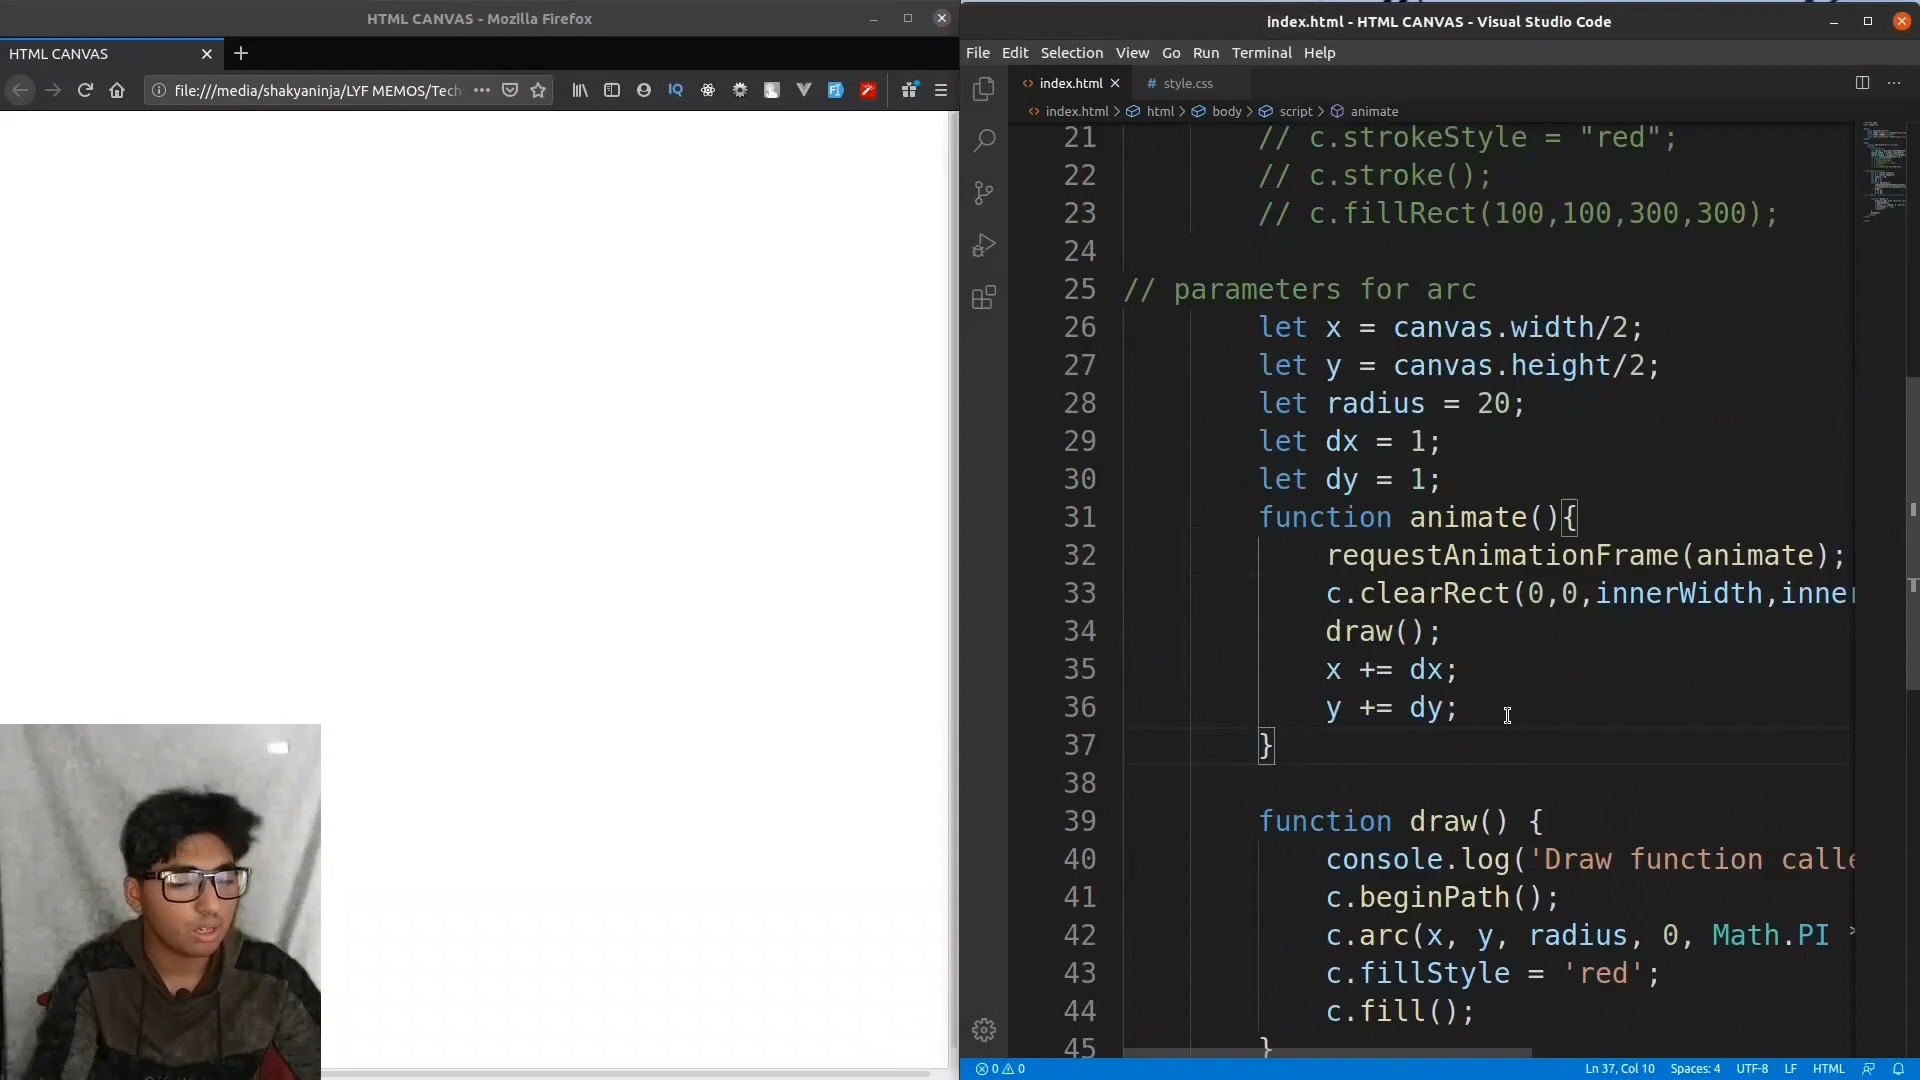 HTML CANVAS - Mozilla Firefox
HTML CANVAS
file:///media/shakyaninja/LYF MEMOS/Tech
IQ
index.html - HTML CANVAS - Visual Studio Code
File Edit Selection View Go Run Terminal Help
index.html
# style.css
index.html > html > body > script > animate
21 // c.strokeStyle = "red";
22 // c.stroke();
23 // c.fillRect(100,100,300,300);
24
25 // parameters for arc
26 let x = canvas.width/2;
27 let y = canvas.height/2;
28 let radius = 20;
29 let dx = 1;
30 let dy = 1;
31 function animate(){
32 requestAnimationFrame(animate);
33 c.clearRect(0,0,innerWidth,inner
34 draw();
35 x += dx;
36 y += dy;
37 }
38
39 function draw() {
40 console.log('Draw function calle
41 c.beginPath();
42 c.arc(x, y, radius, 0, Math.PI *
43 c.fillStyle = 'red';
44 c.fill();
45 }
0 0
Ln 37, Col 10 Spaces: 4 UTF-8 LF HTML